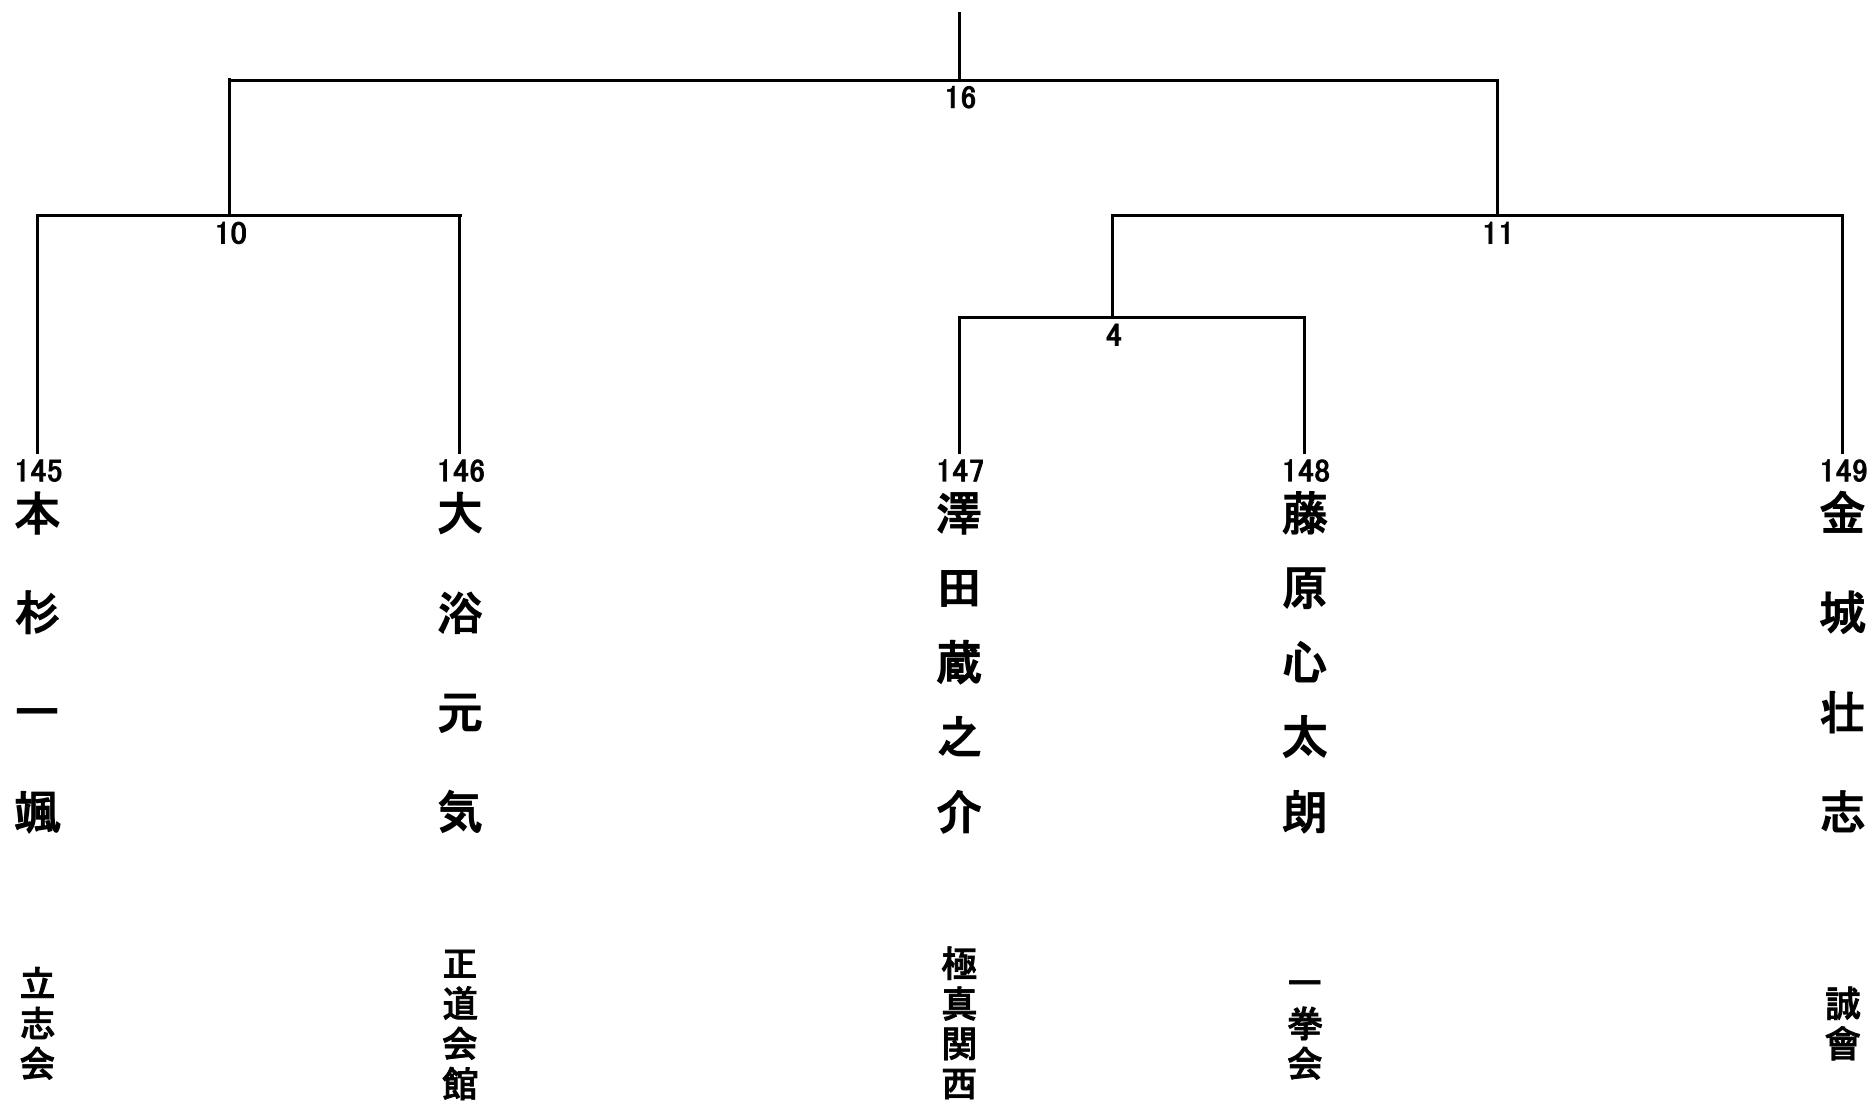 16
10
11
4
145
本杉一颯
立志会
146
大浴元気
正道会館
147
澤田蔵之介
極真関西
148
藤原心太朗
一拳会
149
金城壮志
誠會